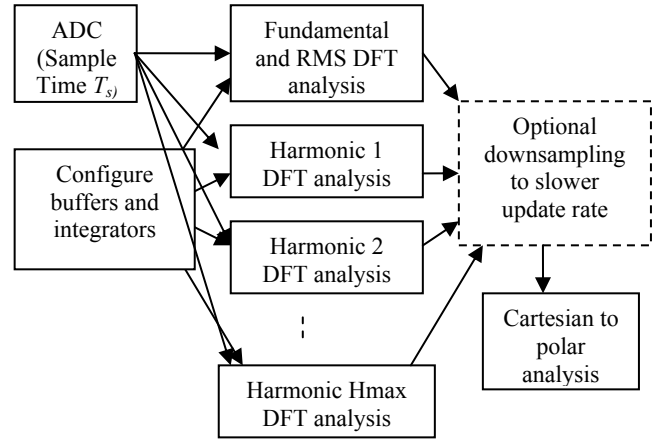 ADC
(Sample
Time Ts)
Fundamental
and RMS DFT
analysis
Configure
buffers and
integrators
Harmonic 1
DFT analysis
Harmonic 2
DFT analysis
Harmonic Hmax
DFT analysis
Optional
downsampling
to slower
update rate
Cartesian to
polar
analysis